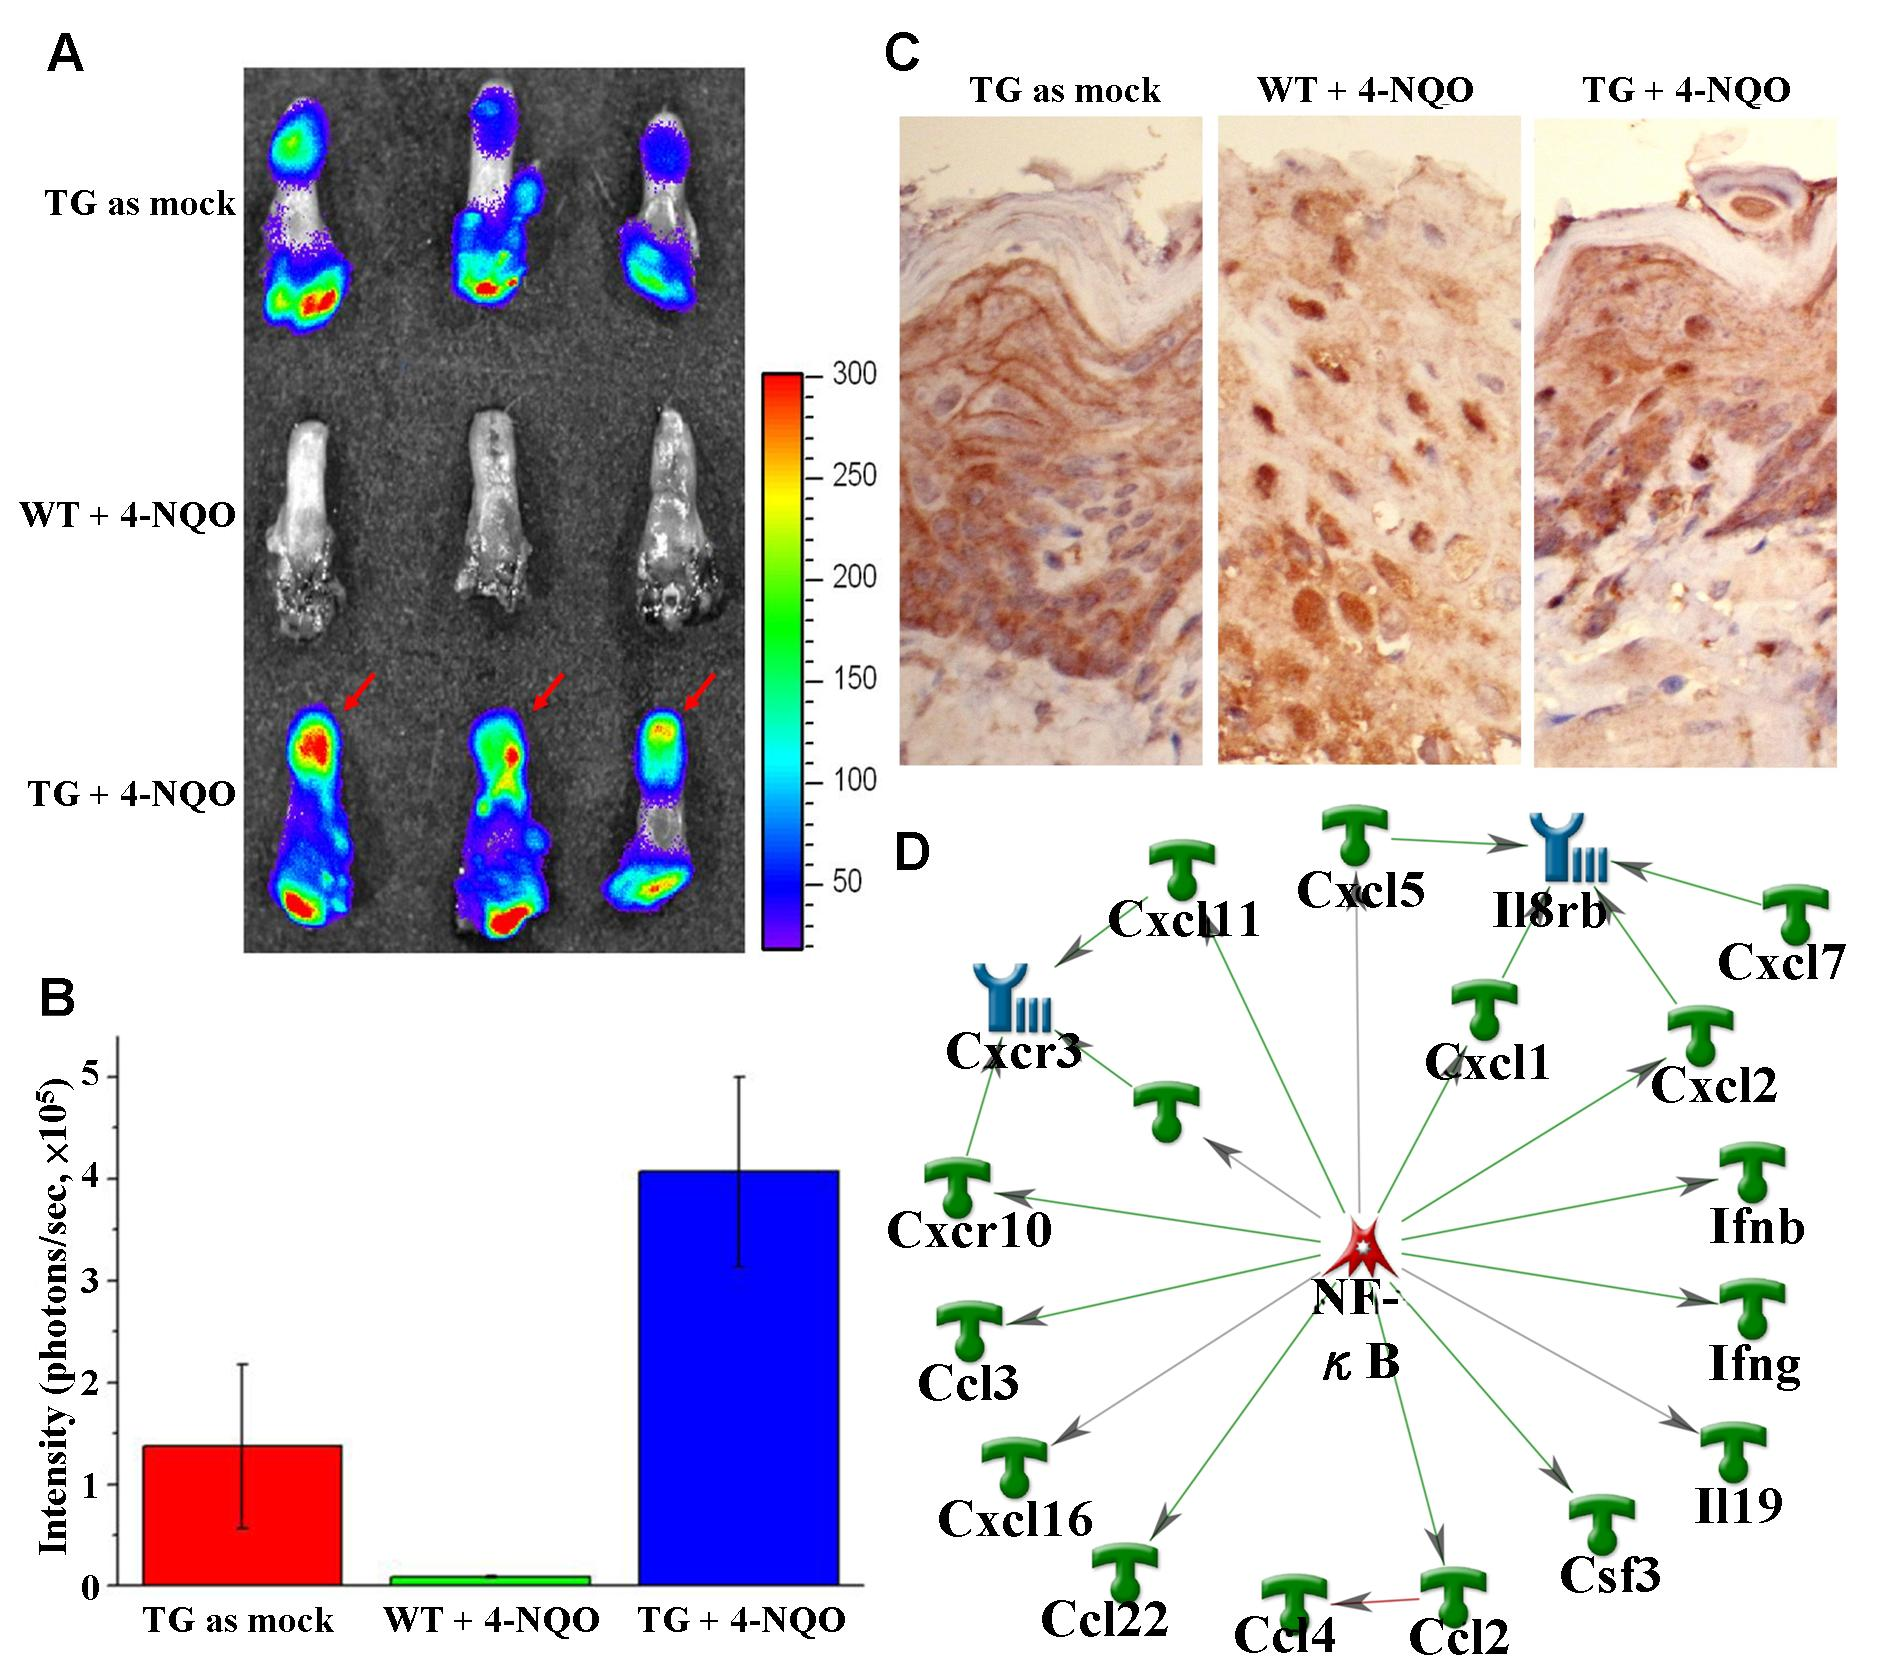 A
TG as mock
WT + 4-NQO
TG + 4-NQO
300
250
200
150
100
50
B
Intensity (photons/sec, ×10⁵)
5
4
3
2
1
0
TG as mock
WT + 4-NQO
TG + 4-NQO
C
TG as mock
WT + 4-NQO
TG + 4-NQO
D
Cxcl11
Cxcl5
Il8rb
Cxcl7
Cxcr3
Cxcl1
Cxcl2
Cxcr10
Ifnb
NF-
κ B
Ccl3
Ifng
Cxcl16
Il19
Csf3
Ccl22
Ccl4
Ccl2